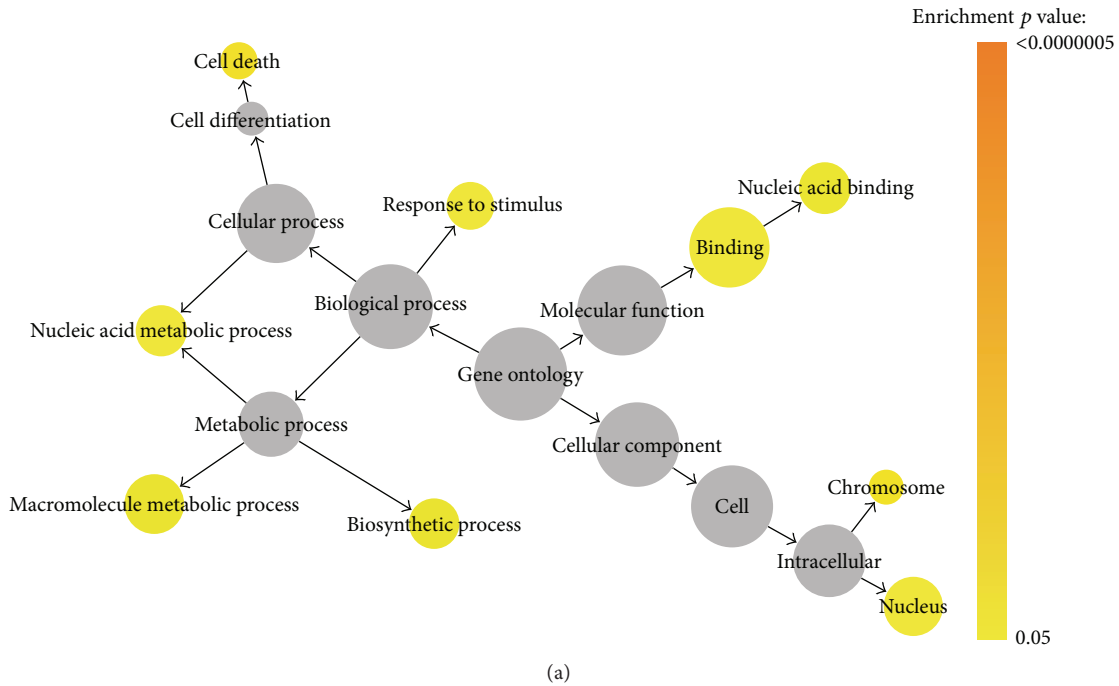 Enrichment p value:
<0.0000005
Cell death
Cell differentiation
Nucleic acid binding
Response to stimulus
Cellular process
Binding
Biological process
Molecular function
Nucleic acid metabolic process
Gene ontology
Metabolic process
Cellular component
Chromosome
Macromolecule metabolic process
Cell
Biosynthetic process
Intracellular
Nucleus
0.05
(a)